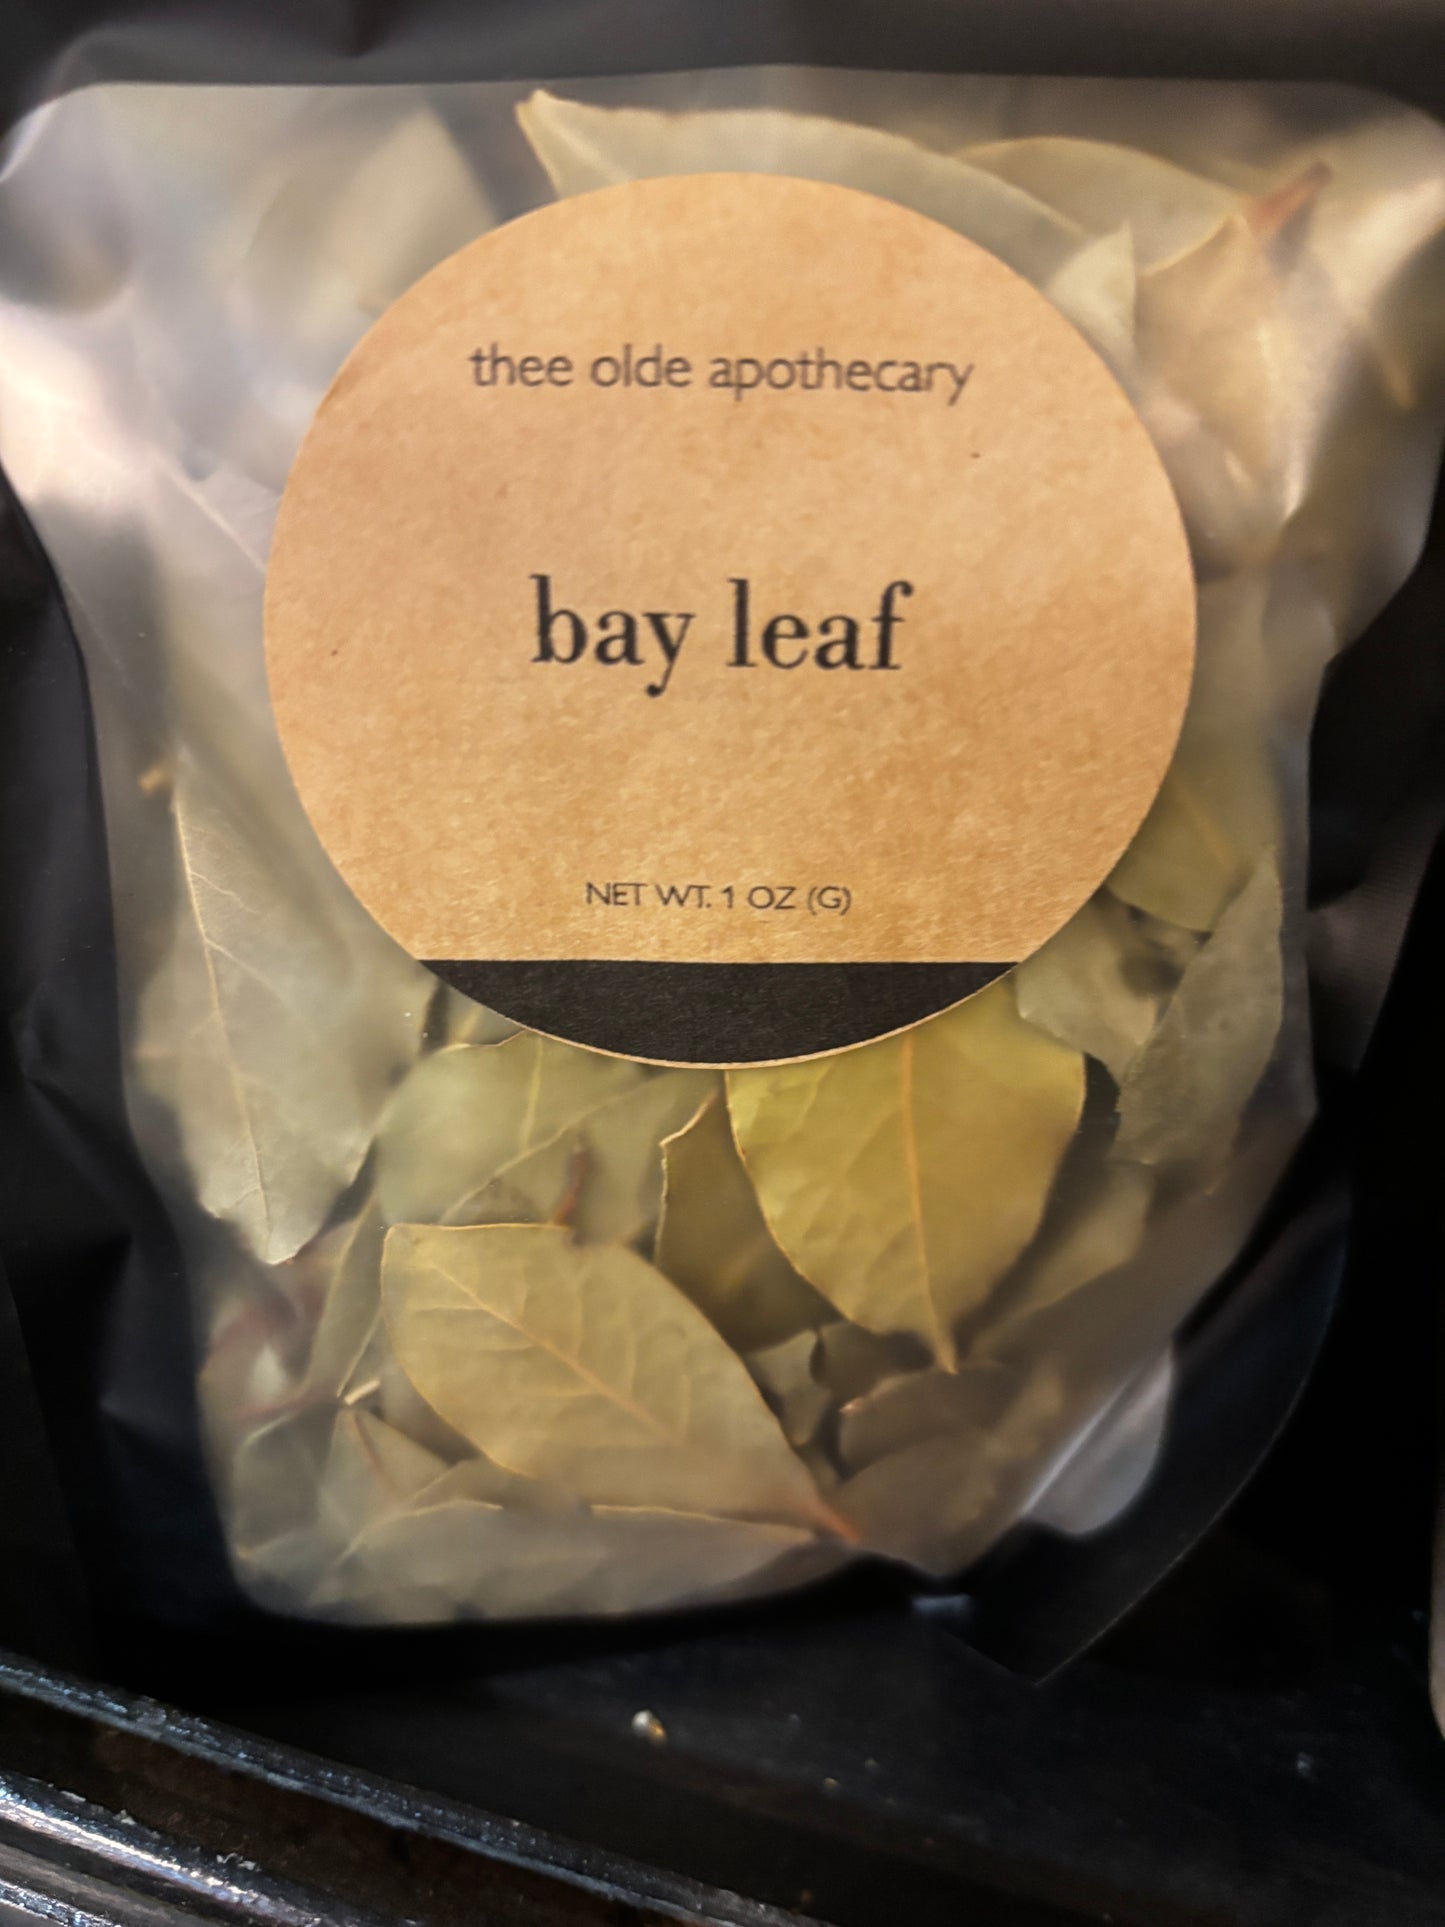 thee olde apothecary
bay leaf
NET WT. 1 OZ (G)